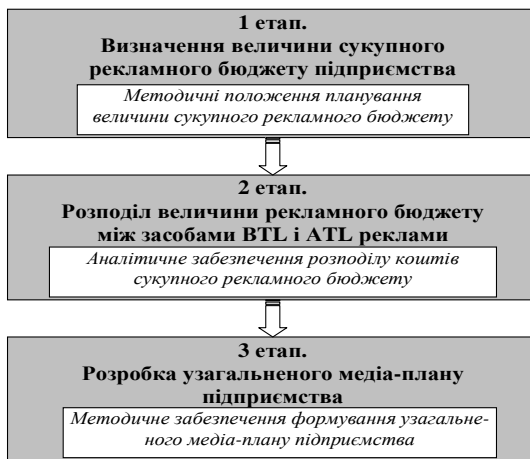 1 етап.
Визначення величини сукупного
рекламного бюджету підприємства
Методичні положення планування
величини сукупного рекламного бюджету
2 етап.
Розподіл величини рекламного бюджету
між засобами BTL і ATL реклами
Аналітичне забезпечення розподілу коштів
сукупного рекламного бюджету
3 етап.
Розробка узагальненого медіа-плану
підприємства
Методичне забезпечення формування узагальне-
ного медіа-плану підприємства